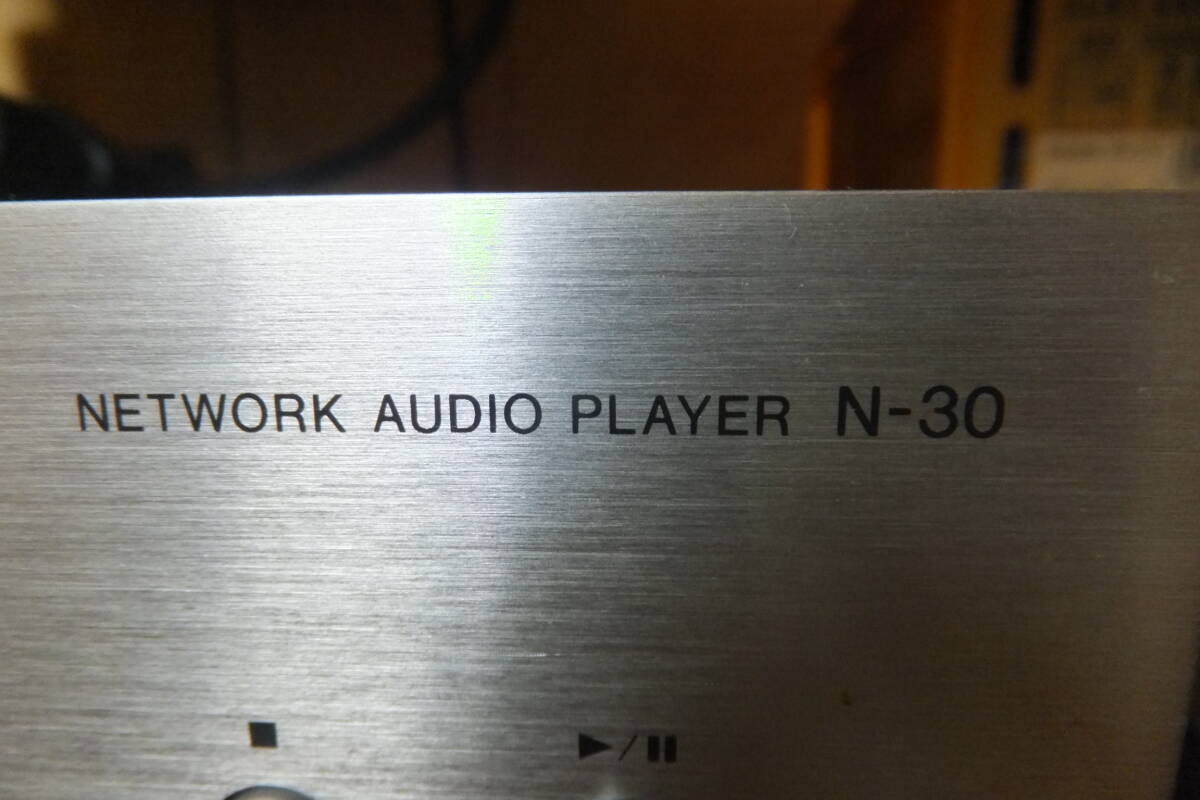 NETWORK AUDIO PLAYER N-30
■ ▶/▮▮